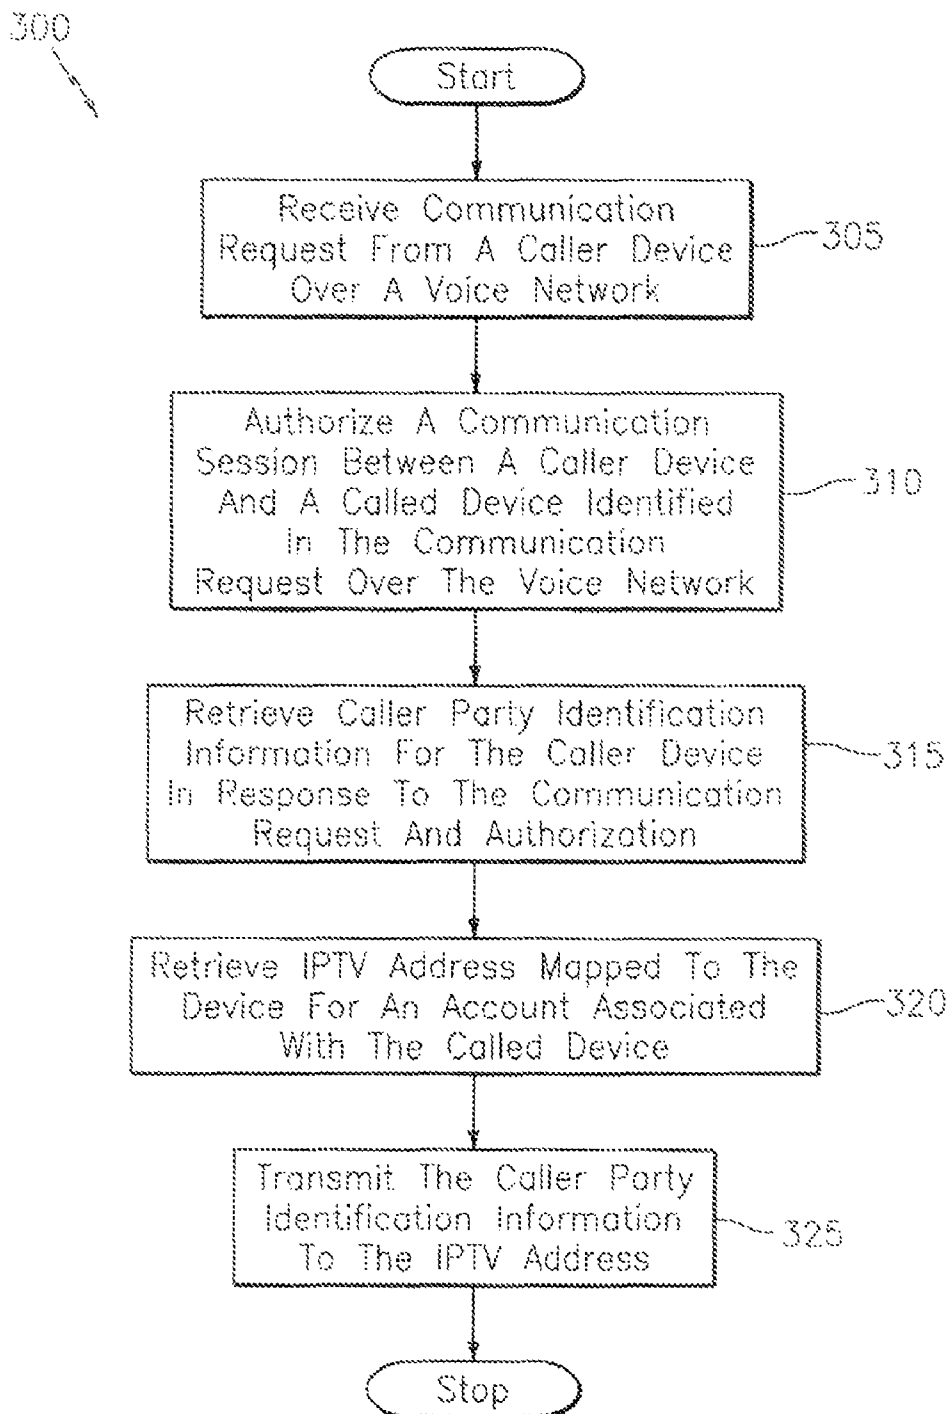 300
Start
Receive Communication
Request From A Caller Device
Over A Voice Network
305
Authorize A Communication
Session Between A Caller Device
And A Called Device Identified
In The Communication
Request Over The Voice Network
310
Retrieve Caller Party Identification
Information For The Caller Device
In Response To The Communication
Request And Authorization
315
Retrieve IPTV Address Mapped To The
Device For An Account Associated
With The Called Device
320
Transmit The Caller Party
Identification Information
To The IPTV Address
325
Stop